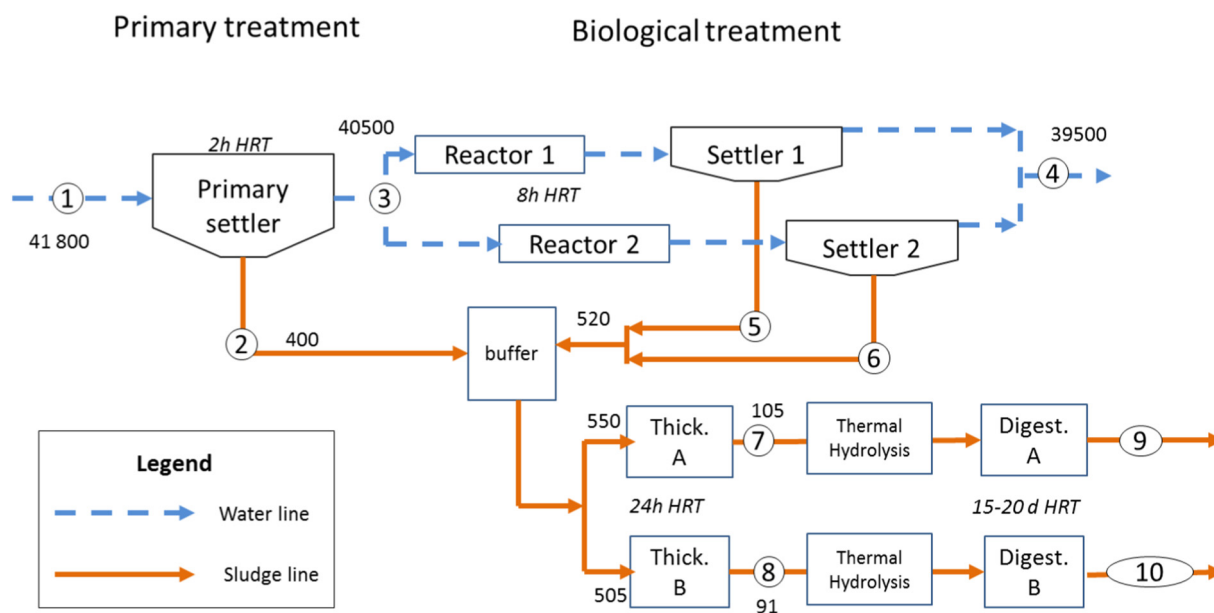 Primary treatment
Biological treatment
2h HRT
40500
39500
Reactor 1
Settler 1
Primary
settler
1
3
4
8h HRT
41 800
Reactor 2
Settler 2
2
400
buffer
520
5
6
550
Thick.
A
105
7
Thermal
Hydrolysis
Digest.
A
9
24h HRT
15-20 d HRT
505
Thick.
B
8
91
Thermal
Hydrolysis
Digest.
B
10
Legend
Water line
Sludge line